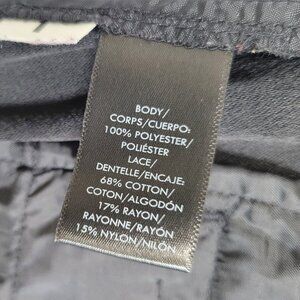 BODY/
CORPS/CUERPO:
100% POLYESTER/
POLIÉSTER
LACE/
DENTELLE/ENCAJE:
68% COTTON/
COTON/ALGODÓN
17% RAYON/
RAYONNE/RAYÓN
15% NYLON/NILÓN